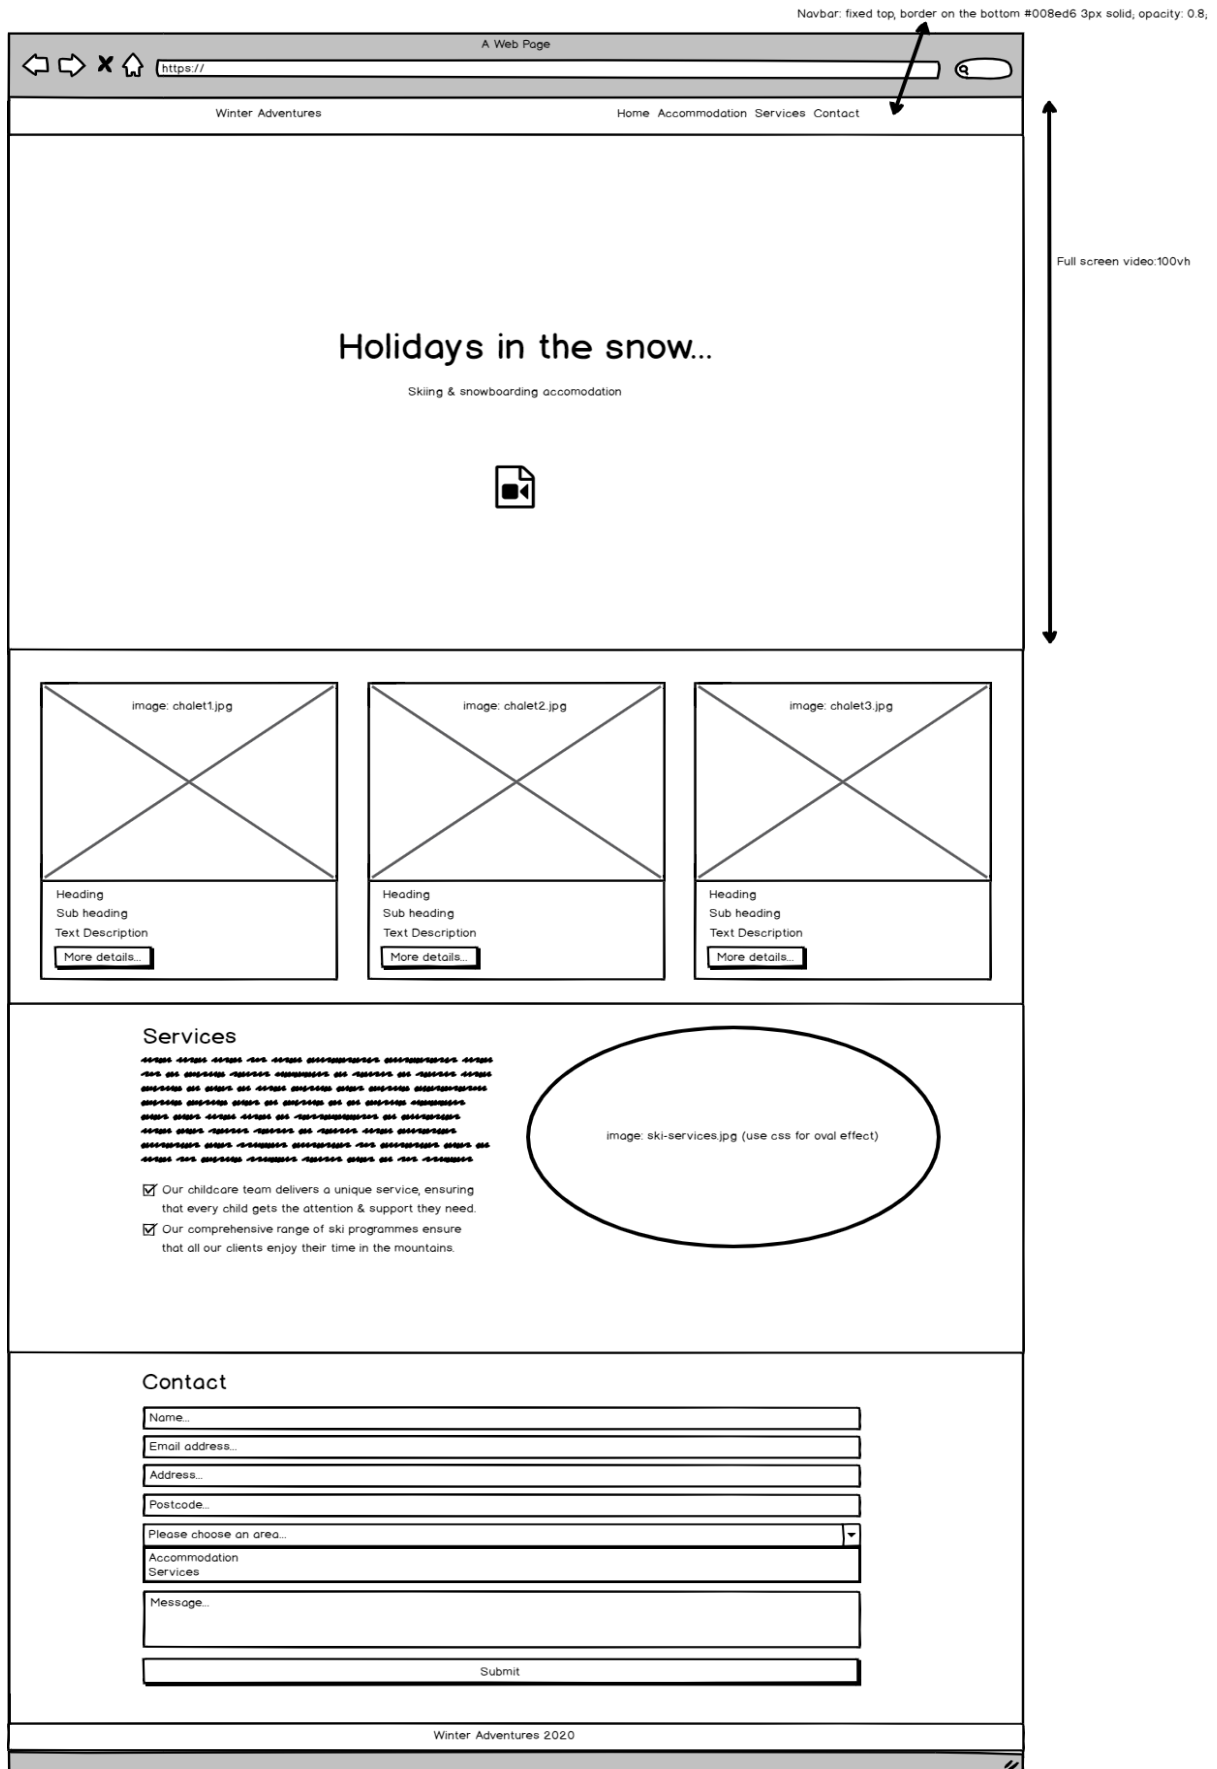 Navbar: fixed top, border on the bottom #008ed6 3px solid; opacity: 0.8;
A Web Page
https://
Winter Adventures
Home Accommodation Services Contact
Full screen video:100vh
Holidays in the snow...
Skiing & snowboarding accomodation
image: chalet1.jpg
image: chalet2.jpg
image: chalet3.jpg
Heading
Sub heading
Text Description
More details...
Heading
Sub heading
Text Description
More details...
Heading
Sub heading
Text Description
More details...
Services
Our childcare team delivers a unique service, ensuring
that every child gets the attention & support they need.
Our comprehensive range of ski programmes ensure
that all our clients enjoy their time in the mountains.
image: ski-services.jpg (use css for oval effect)
Contact
Name...
Email address...
Address...
Postcode...
Please choose an area...
Accommodation
Services
Message...
Submit
Winter Adventures 2020